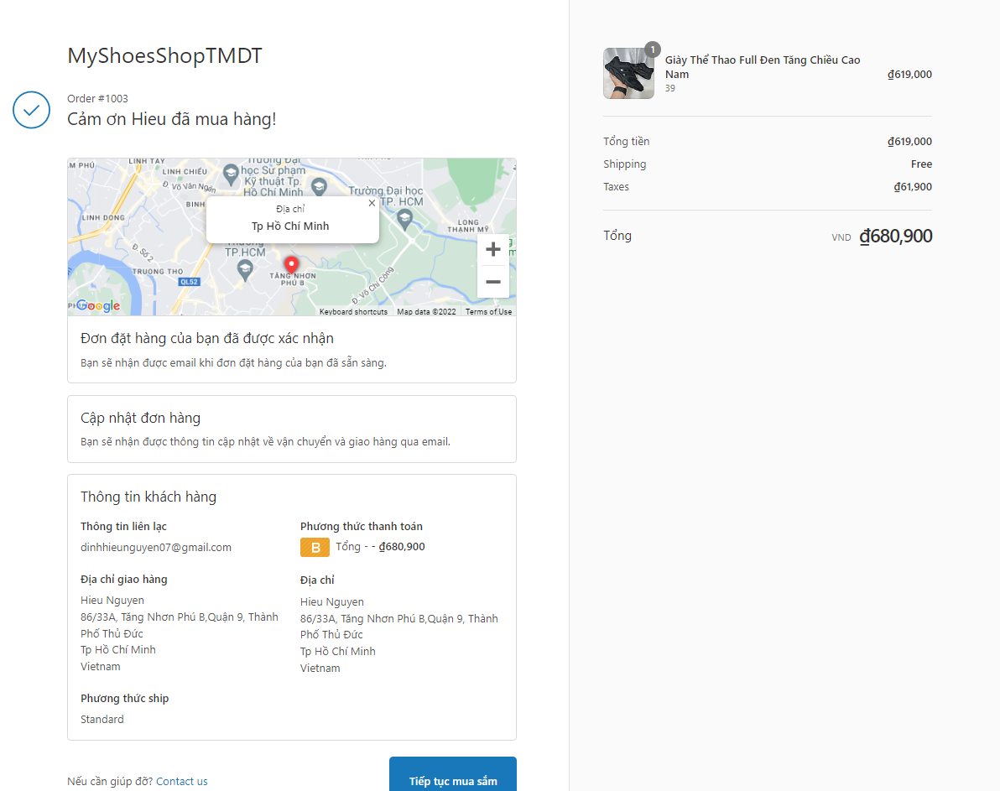 MyShoesShopTMDT
Order #1003
Cảm ơn Hieu đã mua hàng!
LINH TAY
M PHÚ
LINH CHIỂU
Đ. Võ Văn Ngân
Trường Đại
học Sư phạm
Kỹ thuật Tp.
Hồ Chí Minh
Trường Đại học
TP. HCM
BINH
LINH DONG
LONG
THANH MỸ
Địa chỉ
Tp Hồ Chí Minh
×
TP.HCM
Đ. Số 2
TRUONG THO
QL52
TĂNG NHƠN
PHÚ B
Đ. Võ Chí Công
+
−
Google
Keyboard shortcuts
Map data ©2022
Terms of Use
Đơn đặt hàng của bạn đã được xác nhận
Bạn sẽ nhận được email khi đơn đặt hàng của bạn đã sẵn sàng.
Cập nhật đơn hàng
Bạn sẽ nhận được thông tin cập nhật về vận chuyển và giao hàng qua email.
Thông tin khách hàng
Thông tin liên lạc
dinhhieunguyen07@gmail.com
Địa chỉ giao hàng
Hieu Nguyen
86/33A, Tăng Nhơn Phú B,Quận 9, Thành
Phố Thủ Đức
Tp Hồ Chí Minh
Vietnam
Phương thức ship
Standard
Phương thức thanh toán
B Tổng - - ₫680,900
Địa chỉ
Hieu Nguyen
86/33A, Tăng Nhơn Phú B,Quận 9, Thành
Phố Thủ Đức
Tp Hồ Chí Minh
Vietnam
Nếu cần giúp đỡ? Contact us
Tiếp tục mua sắm
1
Giày Thể Thao Full Đen Tăng Chiều Cao
Nam
39
₫619,000
Tổng tiền ₫619,000
Shipping Free
Taxes ₫61,900
Tổng VND ₫680,900